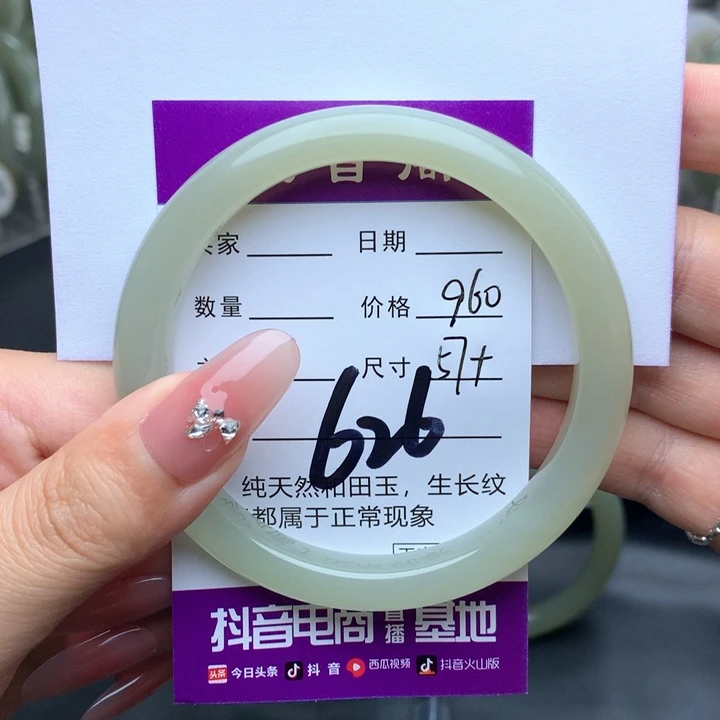 音
家 日期
数量 价格 960
尺寸 57+
626
纯天然和田玉，生长纹
都属于正常现象
抖音电商 直播 基地
头条 今日头条 抖音 西瓜视频 抖音火山版